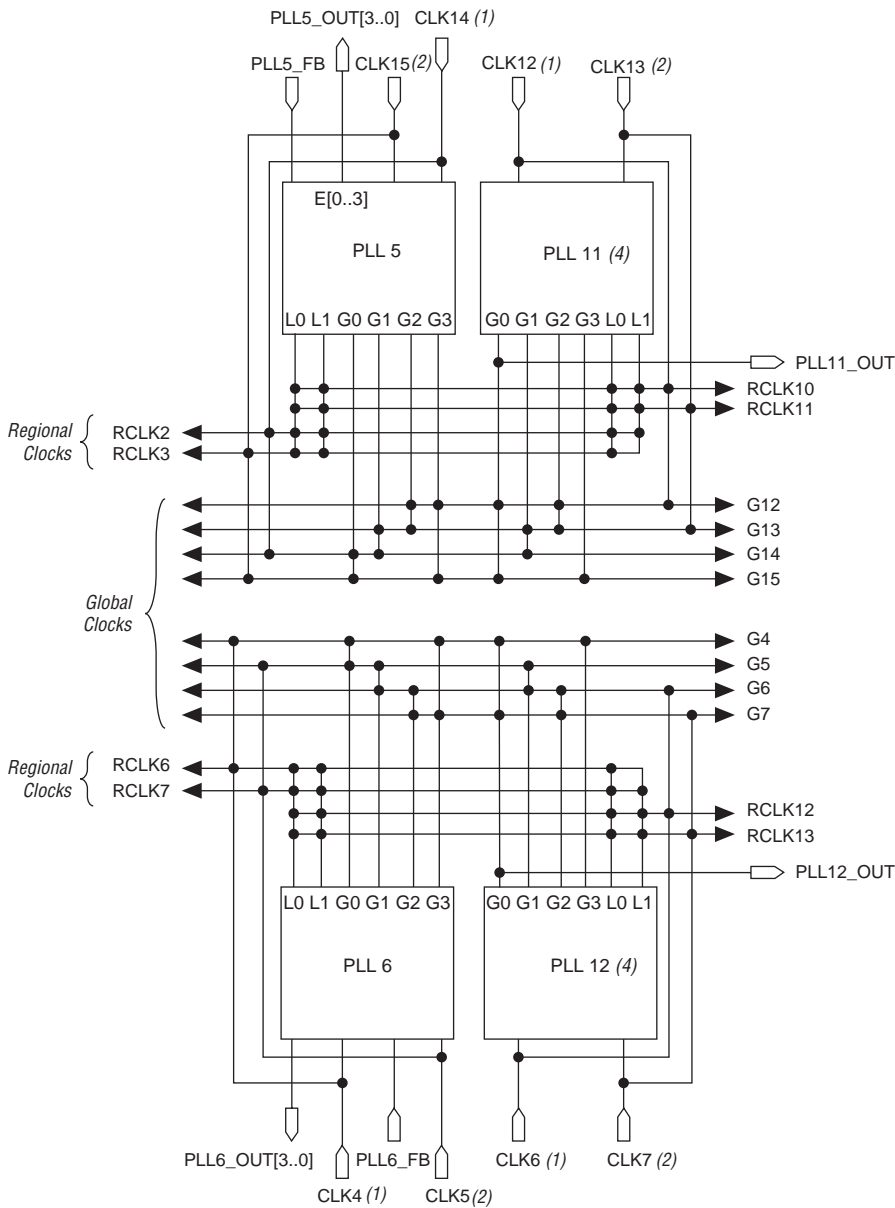 PLL5_OUT[3..0] CLK14 (1)
PLL5_FB CLK15 (2) CLK12 (1) CLK13 (2)
E[0..3]
PLL 5 PLL 11 (4)
L0 L1 G0 G1 G2 G3 G0 G1 G2 G3 L0 L1
PLL11_OUT
RCLK10
RCLK11
Regional
Clocks
RCLK2
RCLK3
G12
G13
G14
G15
Global
Clocks
G4
G5
G6
G7
Regional
Clocks
RCLK6
RCLK7
RCLK12
RCLK13
PLL12_OUT
L0 L1 G0 G1 G2 G3 G0 G1 G2 G3 L0 L1
PLL 6 PLL 12 (4)
PLL6_OUT[3..0] PLL6_FB CLK6 (1) CLK7 (2)
CLK4 (1) CLK5 (2)